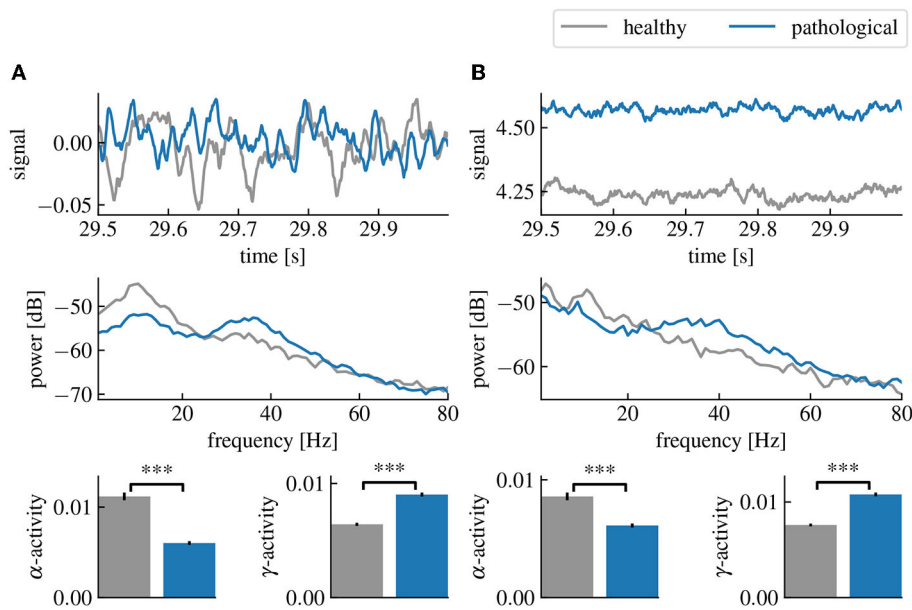 healthy pathological
A B
signal 0.00 −0.05
29.5 29.6 29.7 29.8 29.9
time [s]
signal 4.50 4.25
29.5 29.6 29.7 29.8 29.9
time [s]
power [dB] −50 −60 −70
20 40 60 80
frequency [Hz]
power [dB] −50 −60
20 40 60 80
frequency [Hz]
α-activity 0.01 0.00
***
γ-activity 0.01 0.00
***
α-activity 0.01 0.00
***
γ-activity 0.01 0.00
***